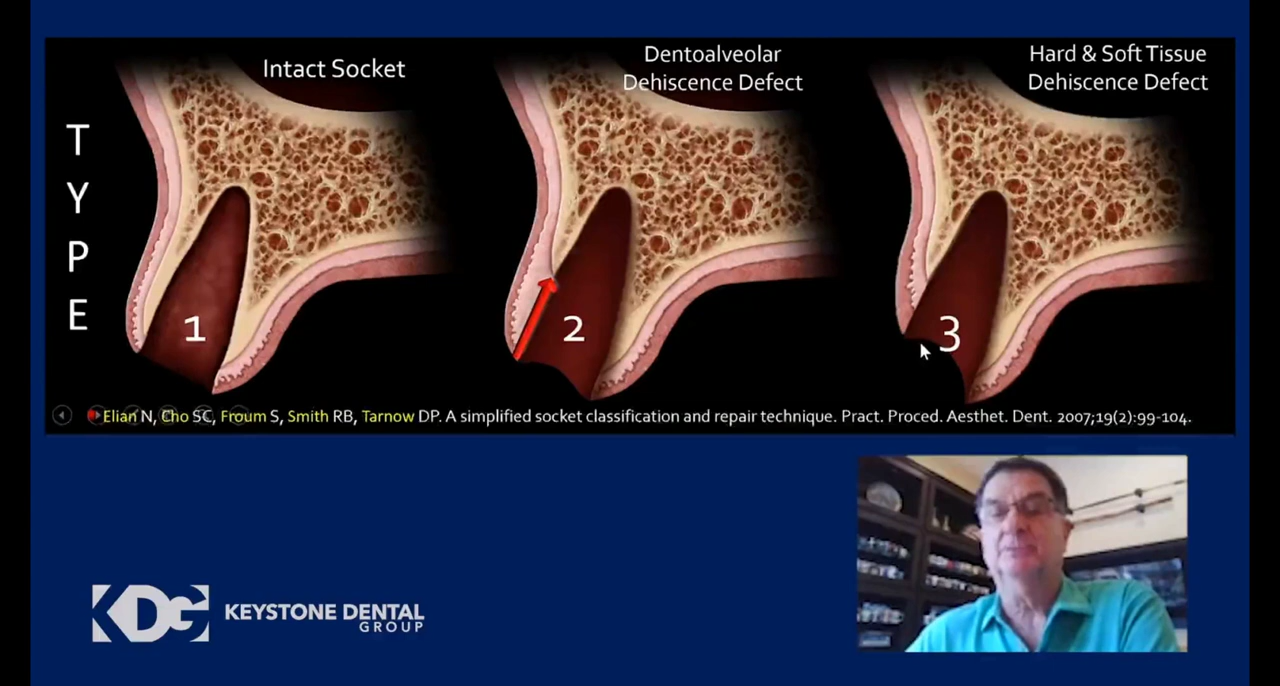 Intact Socket
Dentoalveolar
Dehiscence Defect
Hard & Soft Tissue
Dehiscence Defect
T
Y
P
E
1
2
3
Elian N, Cho SC, Froum S, Smith RB, Tarnow DP. A simplified socket classification and repair technique. Pract. Proced. Aesthet. Dent. 2007;19(2):99-104.
KDG KEYSTONE DENTAL
GROUP